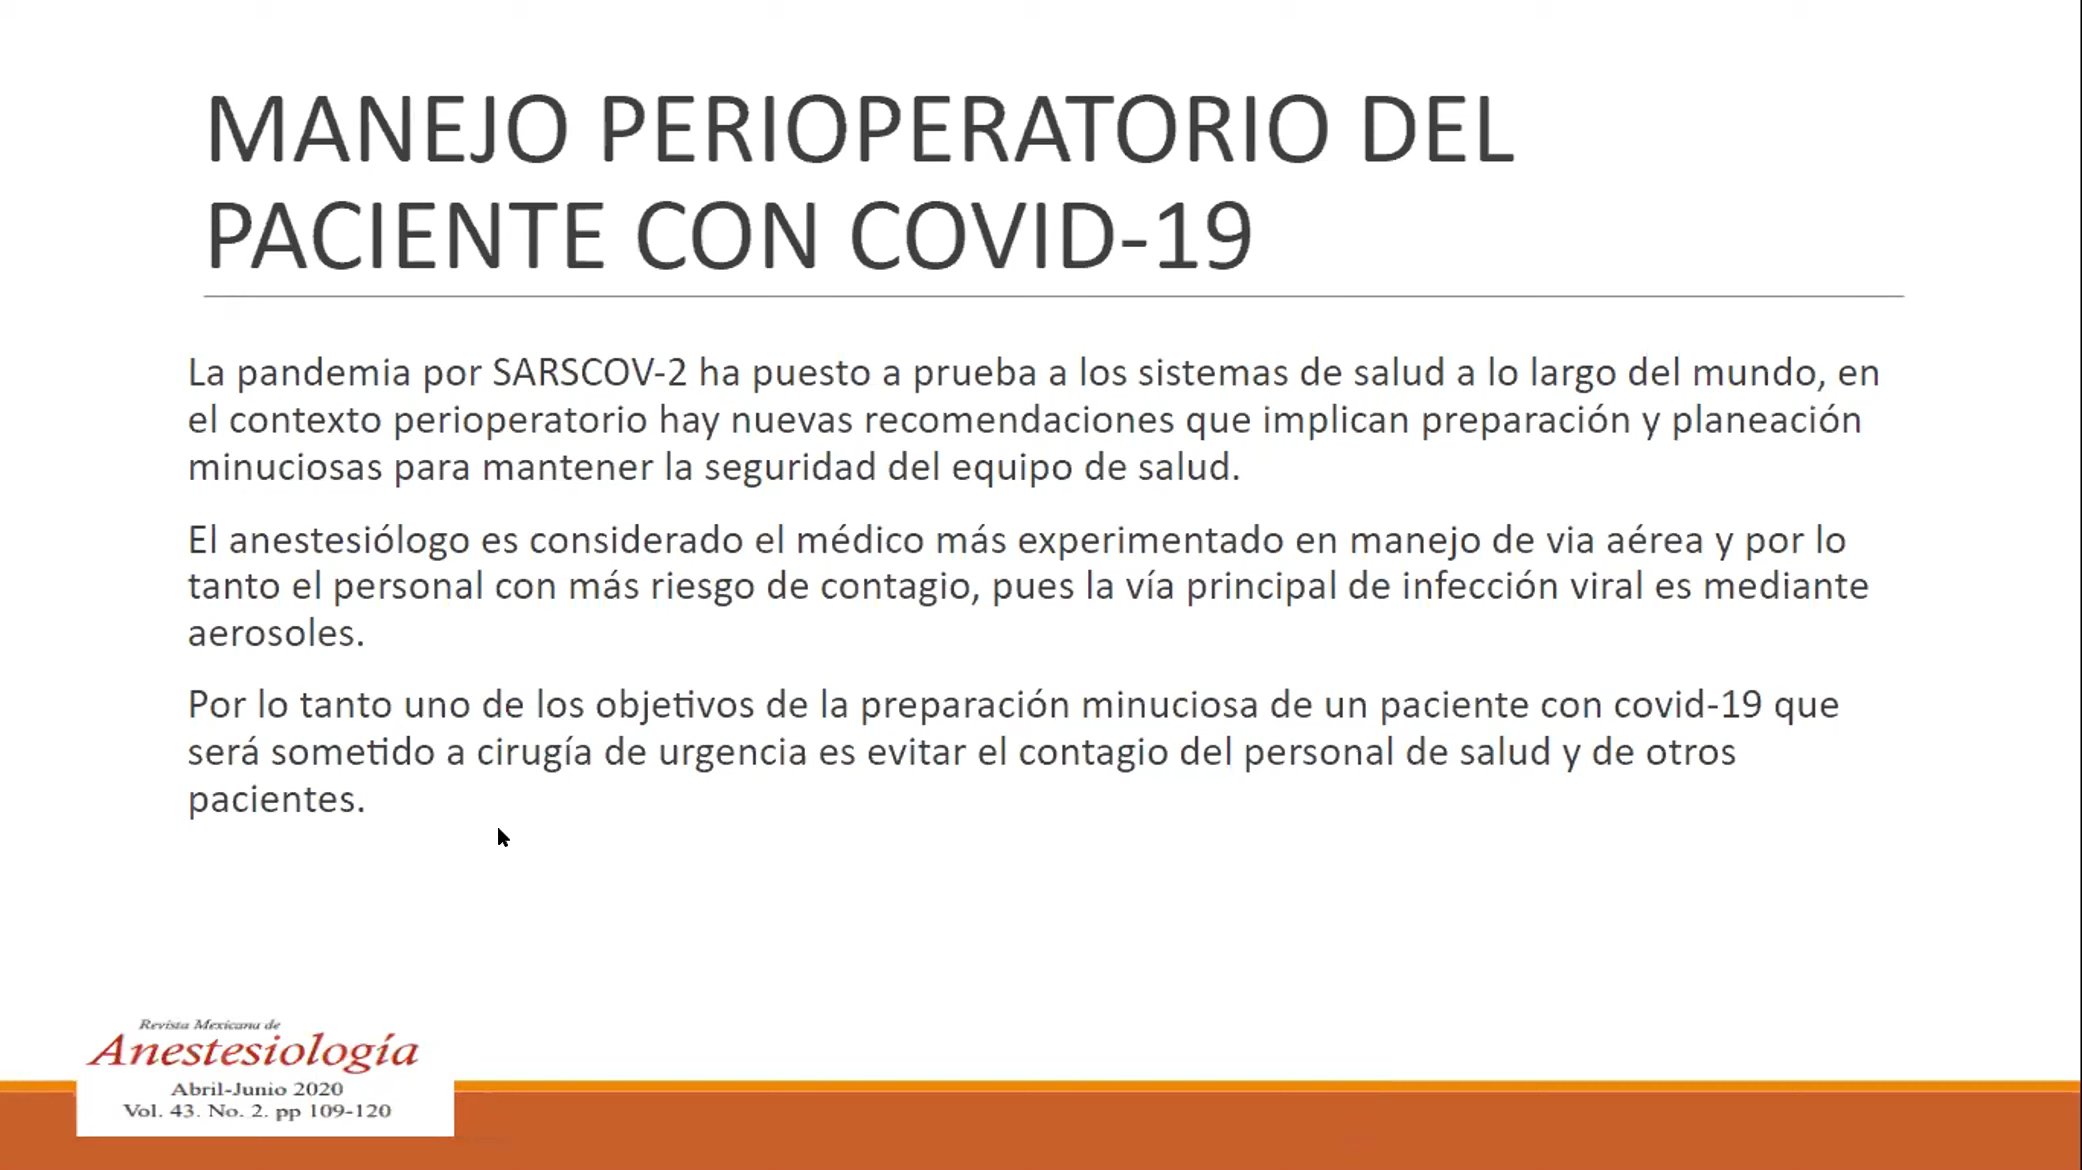 MANEJO PERIOPERATORIO DEL
PACIENTE CON COVID-19
La pandemia por SARSCOV-2 ha puesto a prueba a los sistemas de salud a lo largo del mundo, en
el contexto perioperatorio hay nuevas recomendaciones que implican preparación y planeación
minuciosas para mantener la seguridad del equipo de salud.
El anestesiólogo es considerado el médico más experimentado en manejo de via aérea y por lo
tanto el personal con más riesgo de contagio, pues la vía principal de infección viral es mediante
aerosoles.
Por lo tanto uno de los objetivos de la preparación minuciosa de un paciente con covid-19 que
será sometido a cirugía de urgencia es evitar el contagio del personal de salud y de otros
pacientes.
Revista Mexicana de
Anestesiología
Abril-Junio 2020
Vol. 43. No. 2. pp 109-120